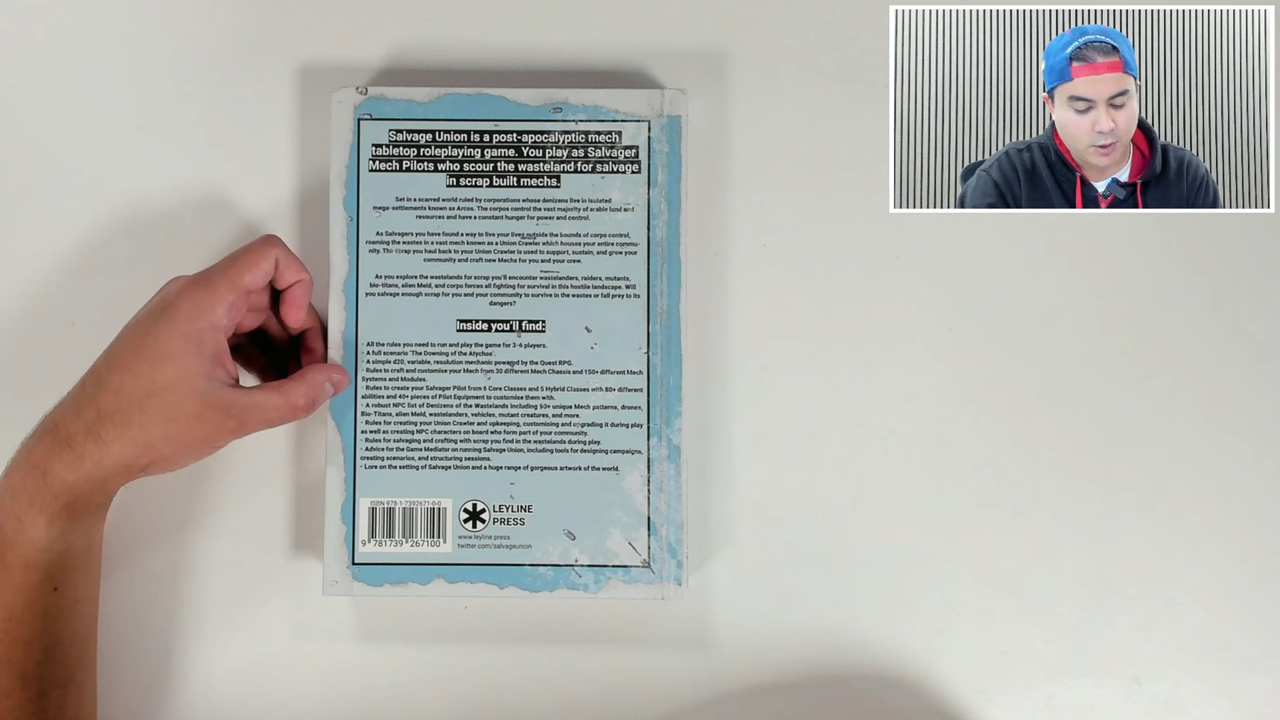 Salvage Union is a post-apocalyptic mech
tabletop roleplaying game. You play as Salvager
Mech Pilots who scour the wasteland for salvage
in scrap built mechs.
Set in a scarred world ruled by corporations whose denizens live in isolated
mega-settlements known as Arcos. The corpos control the vast majority of arable land and
resources and have a constant hunger for power and control.
As Salvagers you have found a way to live your lives outside the bounds of corpo control,
roaming the wastes in a vast mech known as a Union Crawler which houses your entire commu-
nity. The scrap you haul back to your Union Crawler is used to support, sustain, and grow your
community and craft new Mechs for you and your crew.
As you explore the wastelands for scrap you'll encounter wastelanders, raiders, mutants,
bio-titans, alien Meld, and corpo forces all fighting for survival in this hostile landscape. Will
you salvage enough scrap for you and your community to survive in the wastes or fall prey to its
dangers?
Inside you'll find:
· All the rules you need to run and play the game for 3-6 players.
· A full scenario 'The Downing of the Atychos'.
· A simple d20, variable, resolution mechanic powered by the Quest RPG.
· Rules to craft and customise your Mech from 30 different Mech Chassis and 150+ different Mech
Systems and Modules.
· Rules to create your Salvager Pilot from 6 Core Classes and 5 Hybrid Classes with 80+ different
abilities and 40+ pieces of Pilot Equipment to customise them with.
· A robust NPC list of Denizens of the Wastelands including 90+ unique Mech patterns, drones,
Bio-Titans, alien Meld, wastelanders, vehicles, mutant creatures, and more.
· Rules for creating your Union Crawler and upkeeping, customising and upgrading it during play
as well as creating NPC characters on board who form part of your community.
· Rules for salvaging and crafting with scrap you find in the wastelands during play.
· Advice for the Game Mediator on running Salvage Union, including tools for designing campaigns,
creating scenarios, and structuring sessions.
· Lore on the setting of Salvage Union and a huge range of gorgeous artwork of the world.
ISBN 978-1-7392671-0-0
9 781739 267100
LEYLINE
PRESS
www.leyline.press
twitter.com/salvageunion